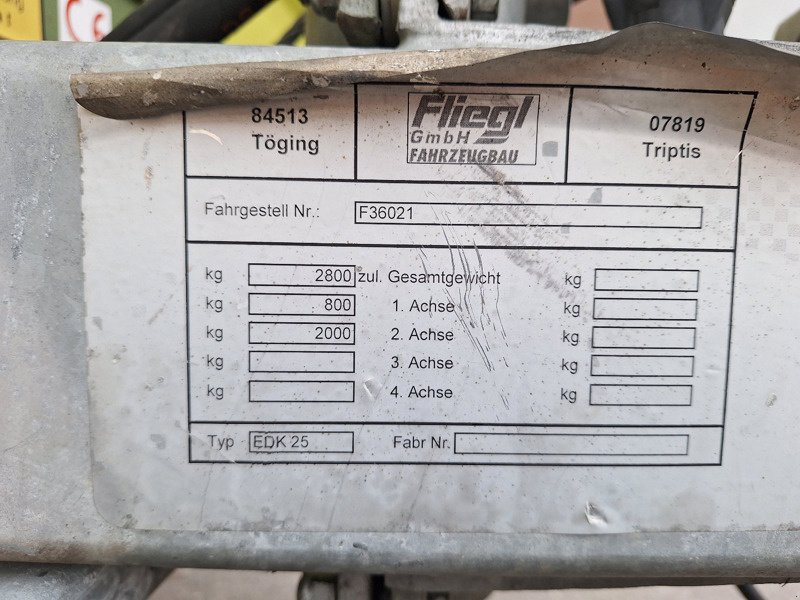 84513
Töging
Fliegl
GmbH
FAHRZEUGBAU
07819
Triptis
Fahrgestell Nr.: F36021
kg 2800 zul. Gesamtgewicht kg
kg 800 1. Achse kg
kg 2000 2. Achse kg
kg 3. Achse kg
kg 4. Achse kg
Typ EDK 25 Fabr Nr.